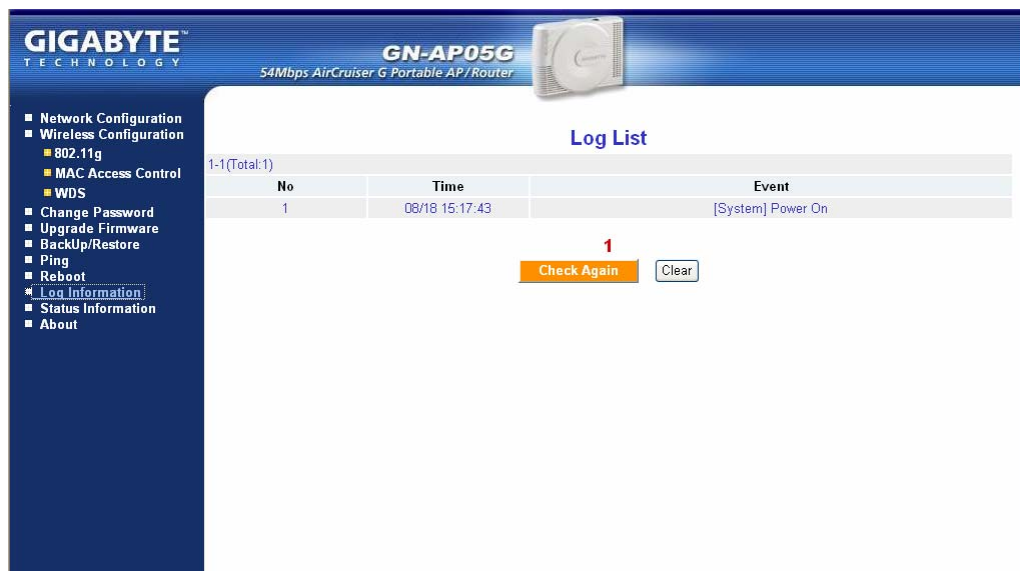 GIGABYTE™
TECHNOLOGY
GN-AP05G
54Mbps AirCruiser G Portable AP/Router
Network Configuration
Wireless Configuration
802.11g
MAC Access Control
WDS
Change Password
Upgrade Firmware
BackUp/Restore
Ping
Reboot
Log Information
Status Information
About
Log List
1-1(Total:1)
No Time Event
1 08/18 15:17:43 [System] Power On
1
Check Again Clear